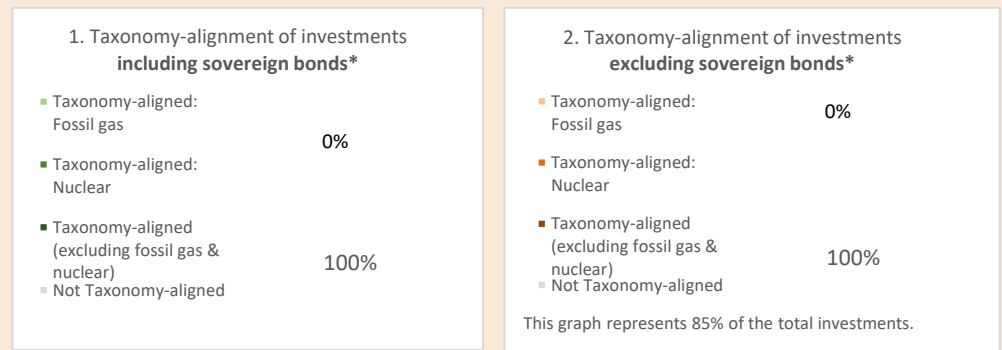 1. Taxonomy-alignment of investments
including sovereign bonds*
Taxonomy-aligned:
Fossil gas
0%
Taxonomy-aligned:
Nuclear
Taxonomy-aligned
(excluding fossil gas &
nuclear)
100%
Not Taxonomy-aligned
2. Taxonomy-alignment of investments
excluding sovereign bonds*
Taxonomy-aligned:
Fossil gas
0%
Taxonomy-aligned:
Nuclear
Taxonomy-aligned
(excluding fossil gas &
nuclear)
100%
Not Taxonomy-aligned
This graph represents 85% of the total investments.